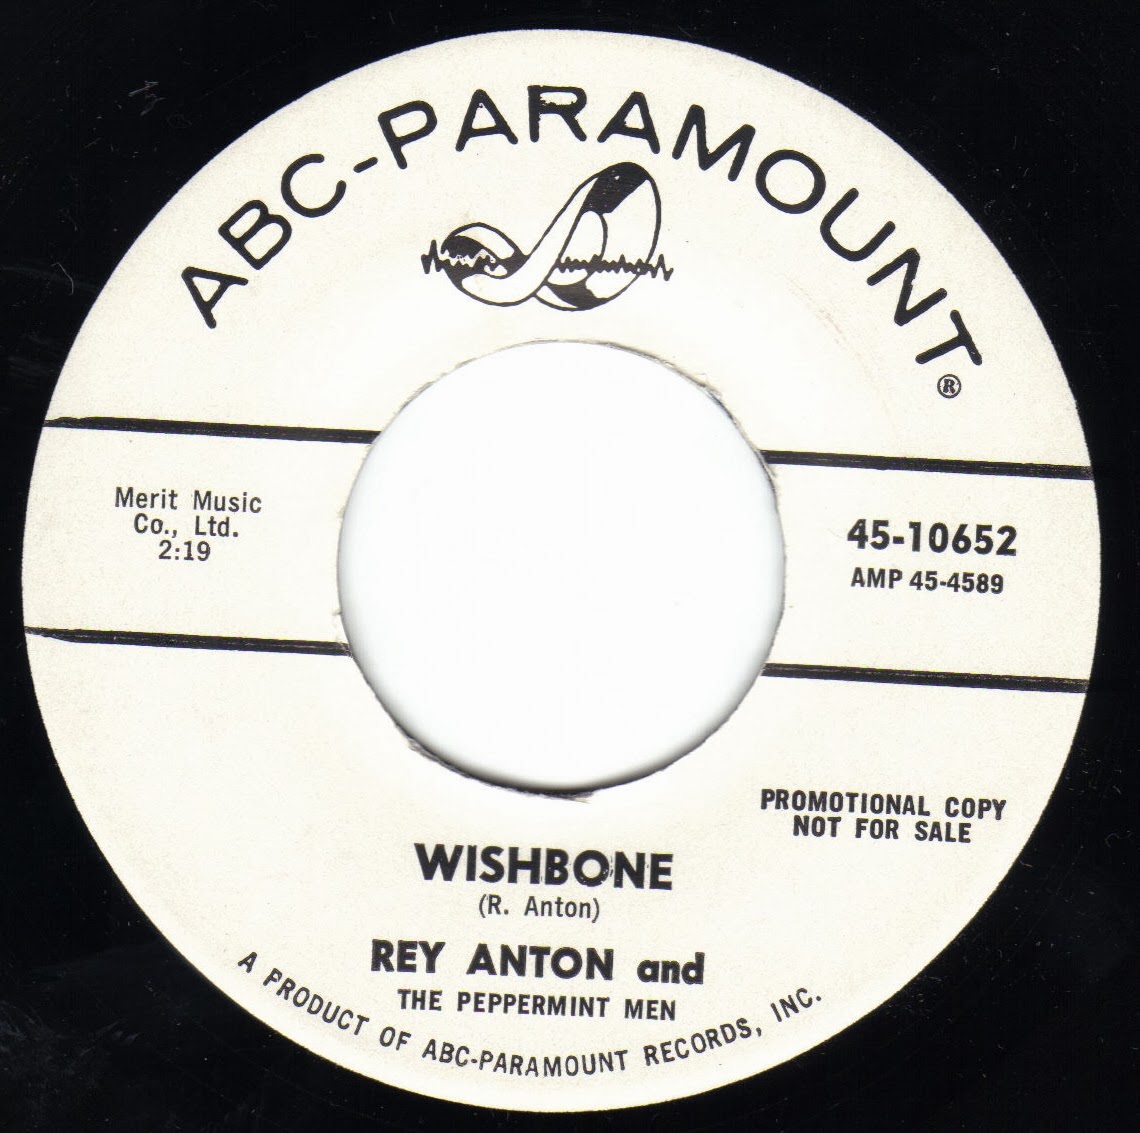 ABC-PARAMOUNT
®
Merit Music
Co., Ltd.
2:19
45-10652
AMP 45-4589
PROMOTIONAL COPY
NOT FOR SALE
WISHBONE
(R. Anton)
REY ANTON and
THE PEPPERMINT MEN
A PRODUCT OF ABC-PARAMOUNT RECORDS, INC.